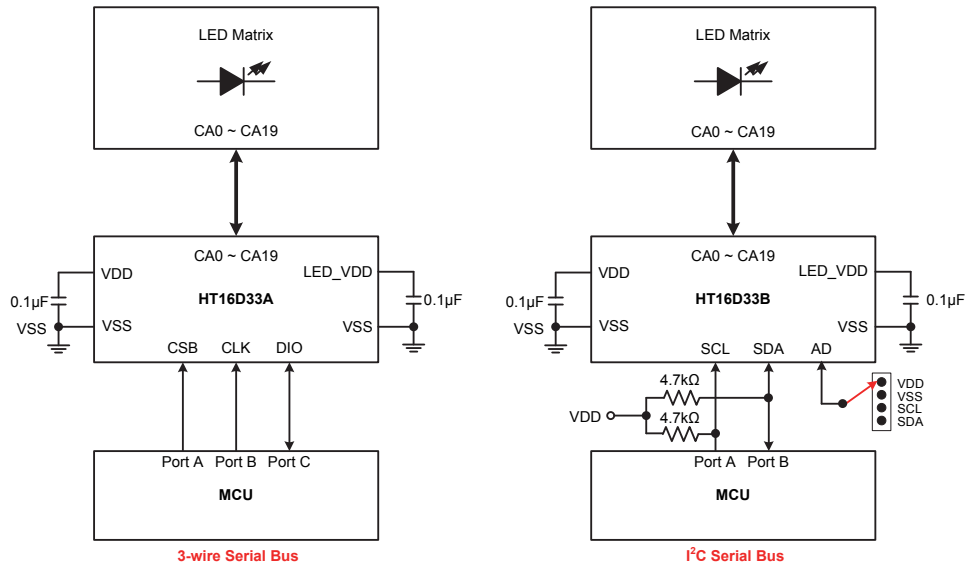 LED Matrix
CA0 ~ CA19
CA0 ~ CA19
VDD
LED_VDD
0.1µF
HT16D33A
0.1µF
VSS
VSS
VSS
CSB
CLK
DIO
Port A
Port B
Port C
MCU
3-wire Serial Bus
LED Matrix
CA0 ~ CA19
CA0 ~ CA19
VDD
LED_VDD
0.1µF
HT16D33B
0.1µF
VSS
VSS
VSS
SCL
SDA
AD
4.7kΩ
VDD
4.7kΩ
VDD
VSS
SCL
SDA
Port A
Port B
MCU
I²C Serial Bus